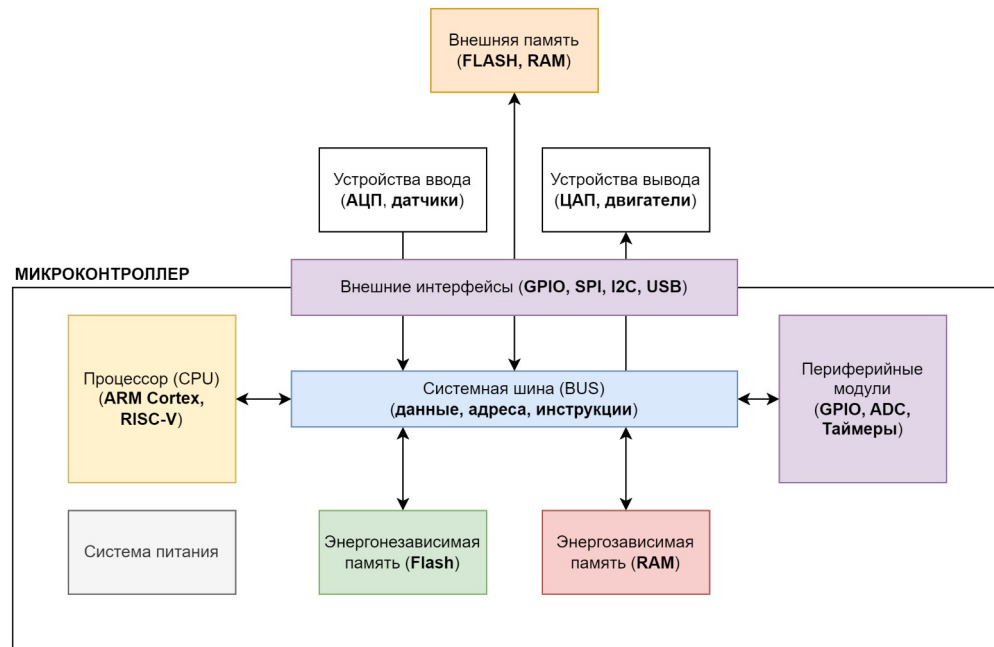 Внешняя память
(FLASH, RAM)
Устройства ввода
(АЦП, датчики)
Устройства вывода
(ЦАП, двигатели)
МИКРОКОНТРОЛЛЕР
Внешние интерфейсы (GPIO, SPI, I2C, USB)
Процессор (CPU)
(ARM Cortex,
RISC-V)
Системная шина (BUS)
(данные, адреса, инструкции)
Периферийные
модули
(GPIO, ADC,
Таймеры)
Система питания
Энергонезависимая
память (Flash)
Энергозависимая
память (RAM)